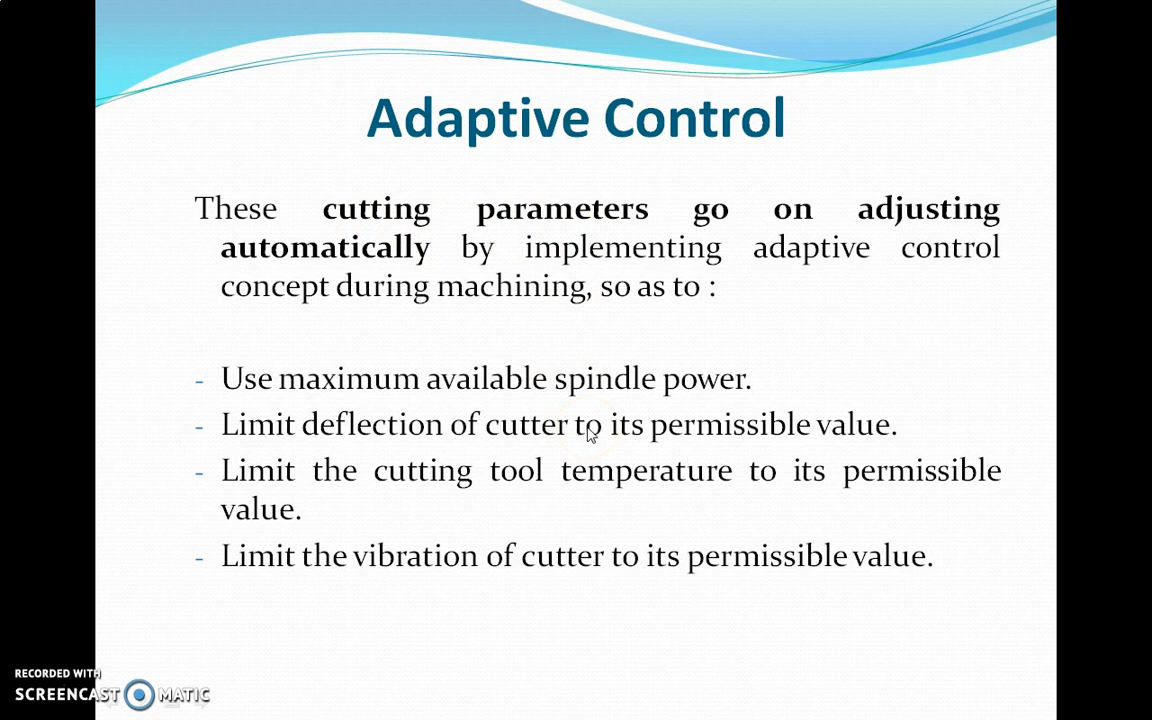 Adaptive Control
These cutting parameters go on adjusting
automatically by implementing adaptive control
concept during machining, so as to :
- Use maximum available spindle power.
- Limit deflection of cutter to its permissible value.
- Limit the cutting tool temperature to its permissible
value.
- Limit the vibration of cutter to its permissible value.
RECORDED WITH
SCREENCAST MATIC